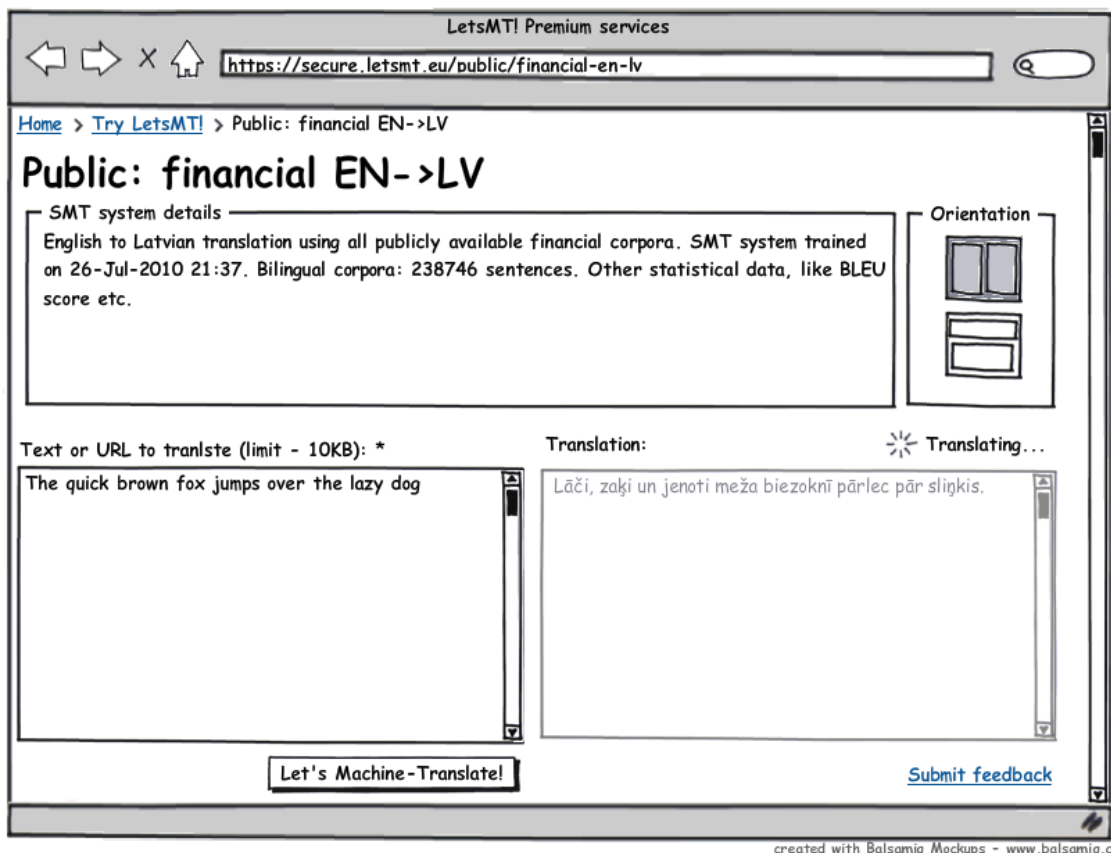 LetsMT! Premium services
https://secure.letsmt.eu/public/financial-en-lv
Home > Try LetsMT! > Public: financial EN->LV
Public: financial EN->LV
SMT system details
English to Latvian translation using all publicly available financial corpora. SMT system trained
on 26-Jul-2010 21:37. Bilingual corpora: 238746 sentences. Other statistical data, like BLEU
score etc.
Orientation
Text or URL to tranlste (limit - 10KB): *
The quick brown fox jumps over the lazy dog
Translation:
Translating...
Lāči, zaķi un jenoti meža biezoknī pārlec pār sliņķis.
Let's Machine-Translate!
Submit feedback
created with Balsamiq Mockups - www.balsamiq.c